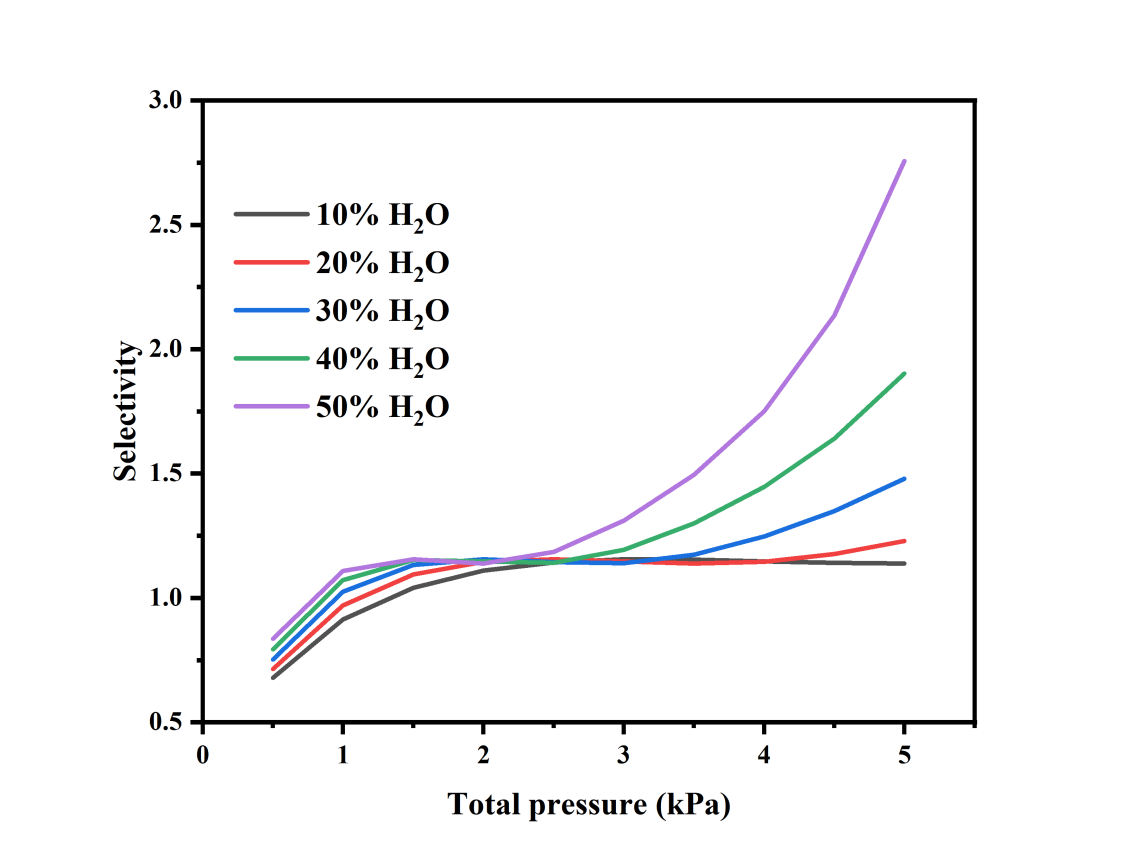 3.0
2.5
2.0
1.5
1.0
0.5
Selectivity
10% H₂O
20% H₂O
30% H₂O
40% H₂O
50% H₂O
0 1 2 3 4 5
Total pressure (kPa)